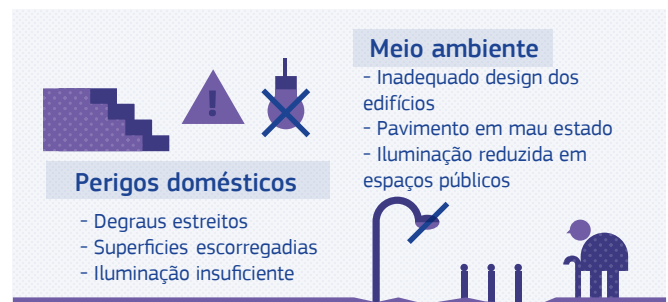 Meio ambiente
- Inadequado design dos
edifícios
- Pavimento em mau estado
- Iluminação reduzida em
espaços públicos
Perigos domésticos
- Degraus estreitos
- Superficies escorregadias
- Iluminação insuficiente